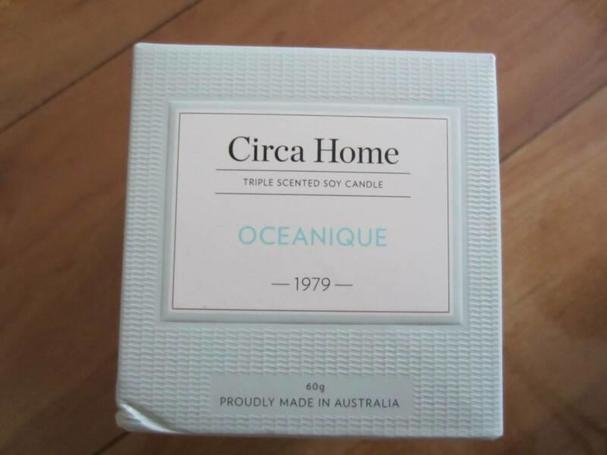 Circa Home
TRIPLE SCENTED SOY CANDLE
OCEANIQUE
— 1979 —
60g
PROUDLY MADE IN AUSTRALIA